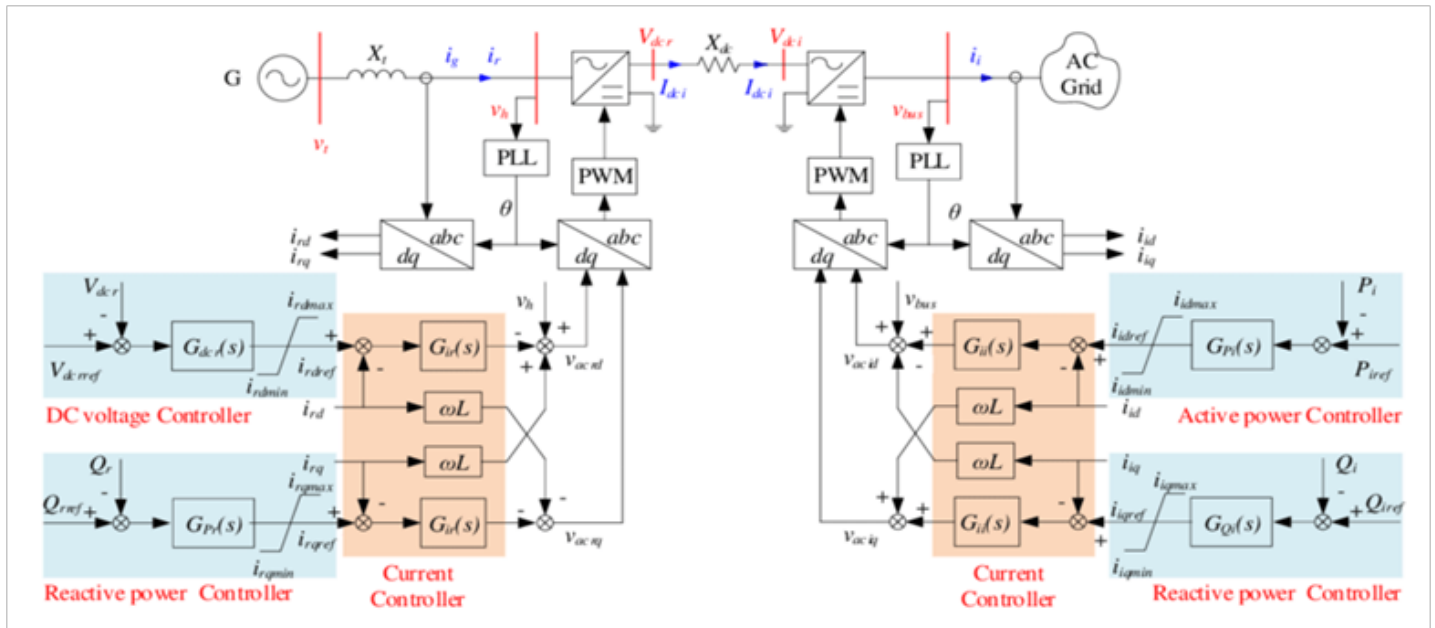 G
v_t
X_t
i_g
i_r
v_h
V_dcr
X_dc
I_dci
V_dci
I_dci
v_bus
i_i
AC
Grid
PLL
PWM
θ
abc
dq
abc
dq
i_rd
i_rq
PWM
PLL
θ
abc
dq
abc
dq
i_id
i_iq
V_dcr
-
+
V_dcrref
G_dcr(s)
i_rdmax
i_rdmin
i_rdref
DC voltage Controller
Q_r
-
+
Q_rref
G_Pr(s)
i_rqmax
i_rqmin
i_rqref
Reactive power Controller
+
-
G_ir(s)
i_rd
ωL
i_rq
ωL
-
+
G_ir(s)
Current
Controller
v_h
-
+
+
v_acrd
-
-
v_acrq
v_bus
+
+
-
v_acid
+
+
v_aciq
G_ii(s)
ωL
ωL
G_ii(s)
+
-
-
+
Current
Controller
i_idref
i_idmax
i_idmin
i_id
G_Pi(s)
P_i
-
+
P_iref
Active power Controller
i_iq
i_iqref
i_iqmax
i_iqmin
G_Qi(s)
Q_i
-
+
Q_iref
Reactive power Controller